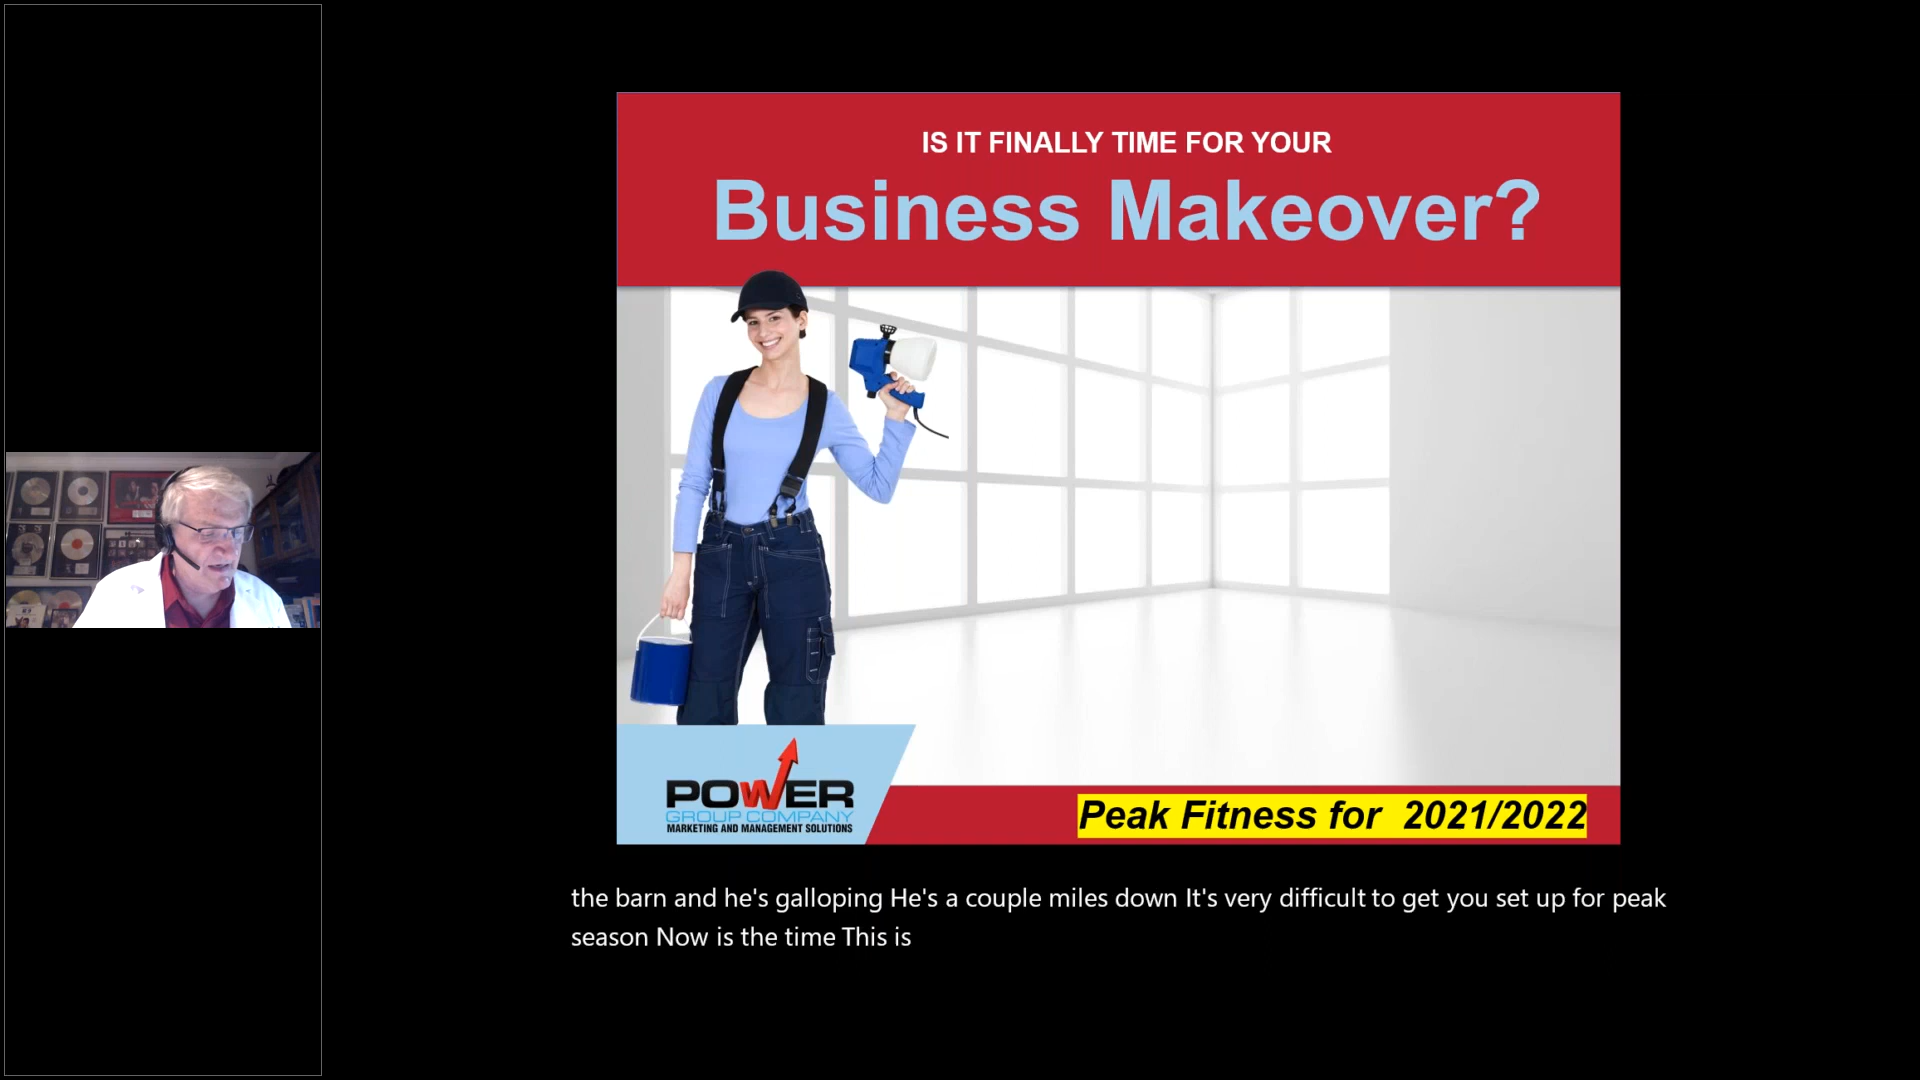 IS IT FINALLY TIME FOR YOUR
Business Makeover?
POWER
GROUP COMPANY
MARKETING AND MANAGEMENT SOLUTIONS
Peak Fitness for 2021/2022
the barn and he's galloping He's a couple miles down It's very difficult to get you set up for peak
season Now is the time This is